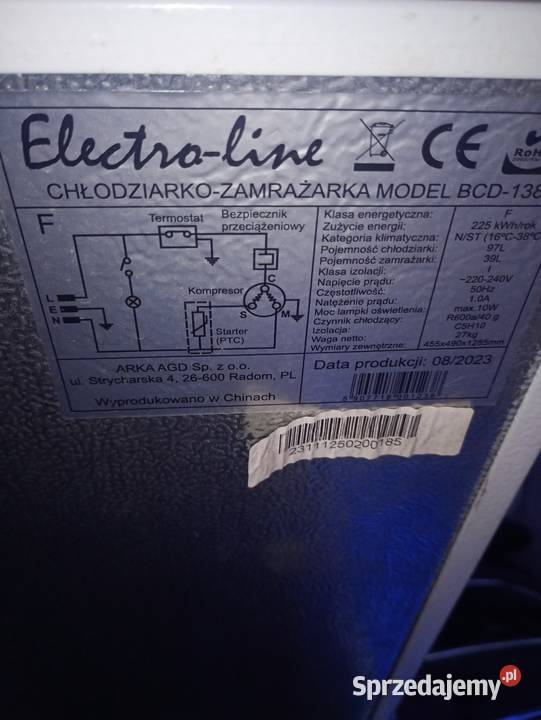 Electro-line CE RoH
CHŁODZIARKO-ZAMRAŻARKA MODEL BCD-138
F
Termostat
Bezpiecznik
przeciążeniowy
L
E
N
Kompresor
C
S
M
Starter
(PTC)
Klasa energetyczna: F
Zużycie energii: 225 kWh/rok
Kategoria klimatyczna: N/ST (16°C-38°C
Pojemność chłodziarki: 97L
Pojemność zamrażarki: 39L
Klasa izolacji: I
Napięcie prądu: ~220-240V
Częstotliwość: 50Hz
Natężenie prądu: 1.0A
Moc lampki oświetlenia: max.10W
Czynnik chłodzący: R600a/40 g
Izolacja: C5H10
Waga netto: 27kg
Wymiary zewnętrzne: 455x490x1285mm
ARKA AGD Sp. z o.o.
ul. Strycharska 4, 26-600 Radom, PL
Wyprodukowano w Chinach
Data produkcji: 08/2023
23111250200185
Sprzedajemy.pl